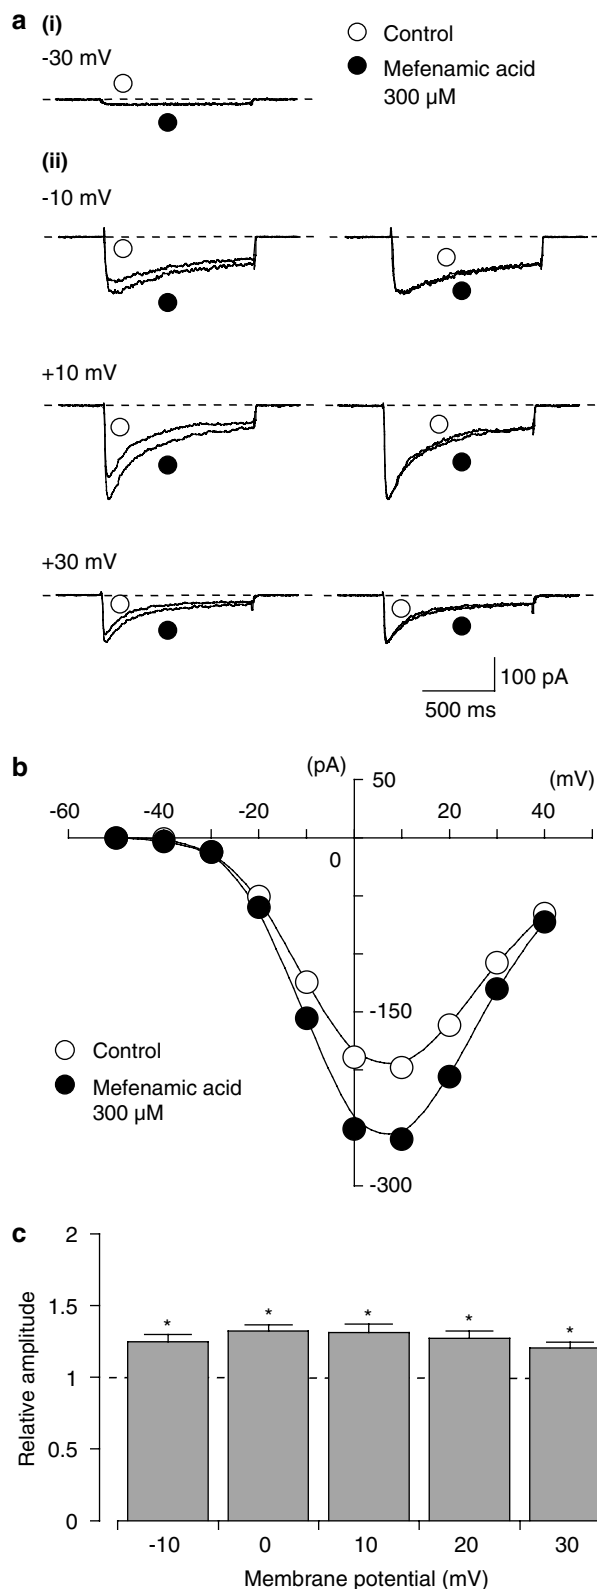 a (i)
-30 mV
Control
Mefenamic acid
300 µM
(ii)
-10 mV
+10 mV
+30 mV
100 pA
500 ms
b
(pA)
50
(mV)
-60 -40 -20 20 40
0
-150
-300
Control
Mefenamic acid
300 µM
c
Relative amplitude
2
1.5
1
0.5
0
* * * * *
-10 0 10 20 30
Membrane potential (mV)